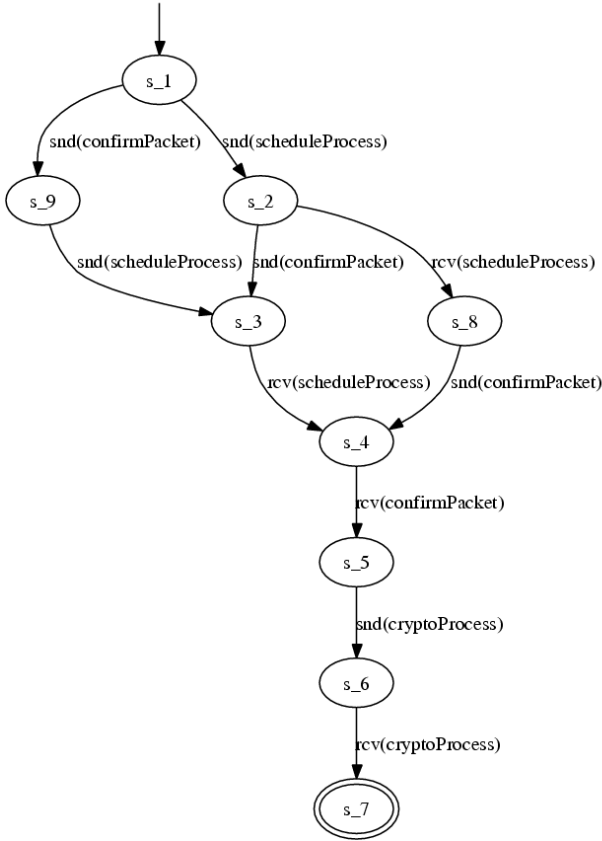 s_1
snd(confirmPacket)
snd(scheduleProcess)
s_9
s_2
snd(scheduleProcess)
snd(confirmPacket)
rcv(scheduleProcess)
s_3
s_8
rcv(scheduleProcess)
snd(confirmPacket)
s_4
rcv(confirmPacket)
s_5
snd(cryptoProcess)
s_6
rcv(cryptoProcess)
s_7